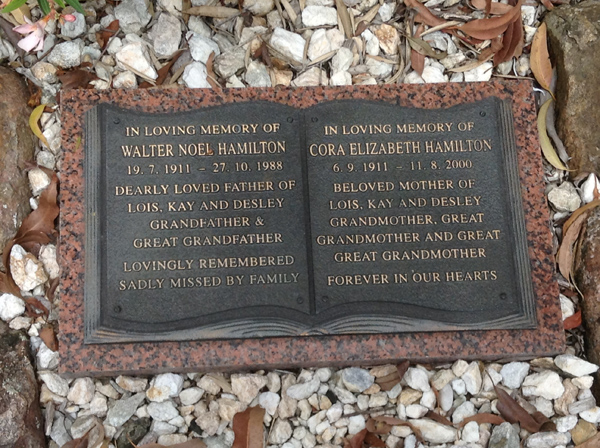 IN LOVING MEMORY OF
WALTER NOEL HAMILTON
19. 7. 1911 – 27. 10. 1988
DEARLY LOVED FATHER OF
LOIS, KAY AND DESLEY
GRANDFATHER &
GREAT GRANDFATHER
LOVINGLY REMEMBERED
SADLY MISSED BY FAMILY
IN LOVING MEMORY OF
CORA ELIZABETH HAMILTON
6. 9. 1911 – 11. 8. 2000
BELOVED MOTHER OF
LOIS, KAY AND DESLEY
GRANDMOTHER, GREAT
GRANDMOTHER AND GREAT
GREAT GRANDMOTHER
FOREVER IN OUR HEARTS